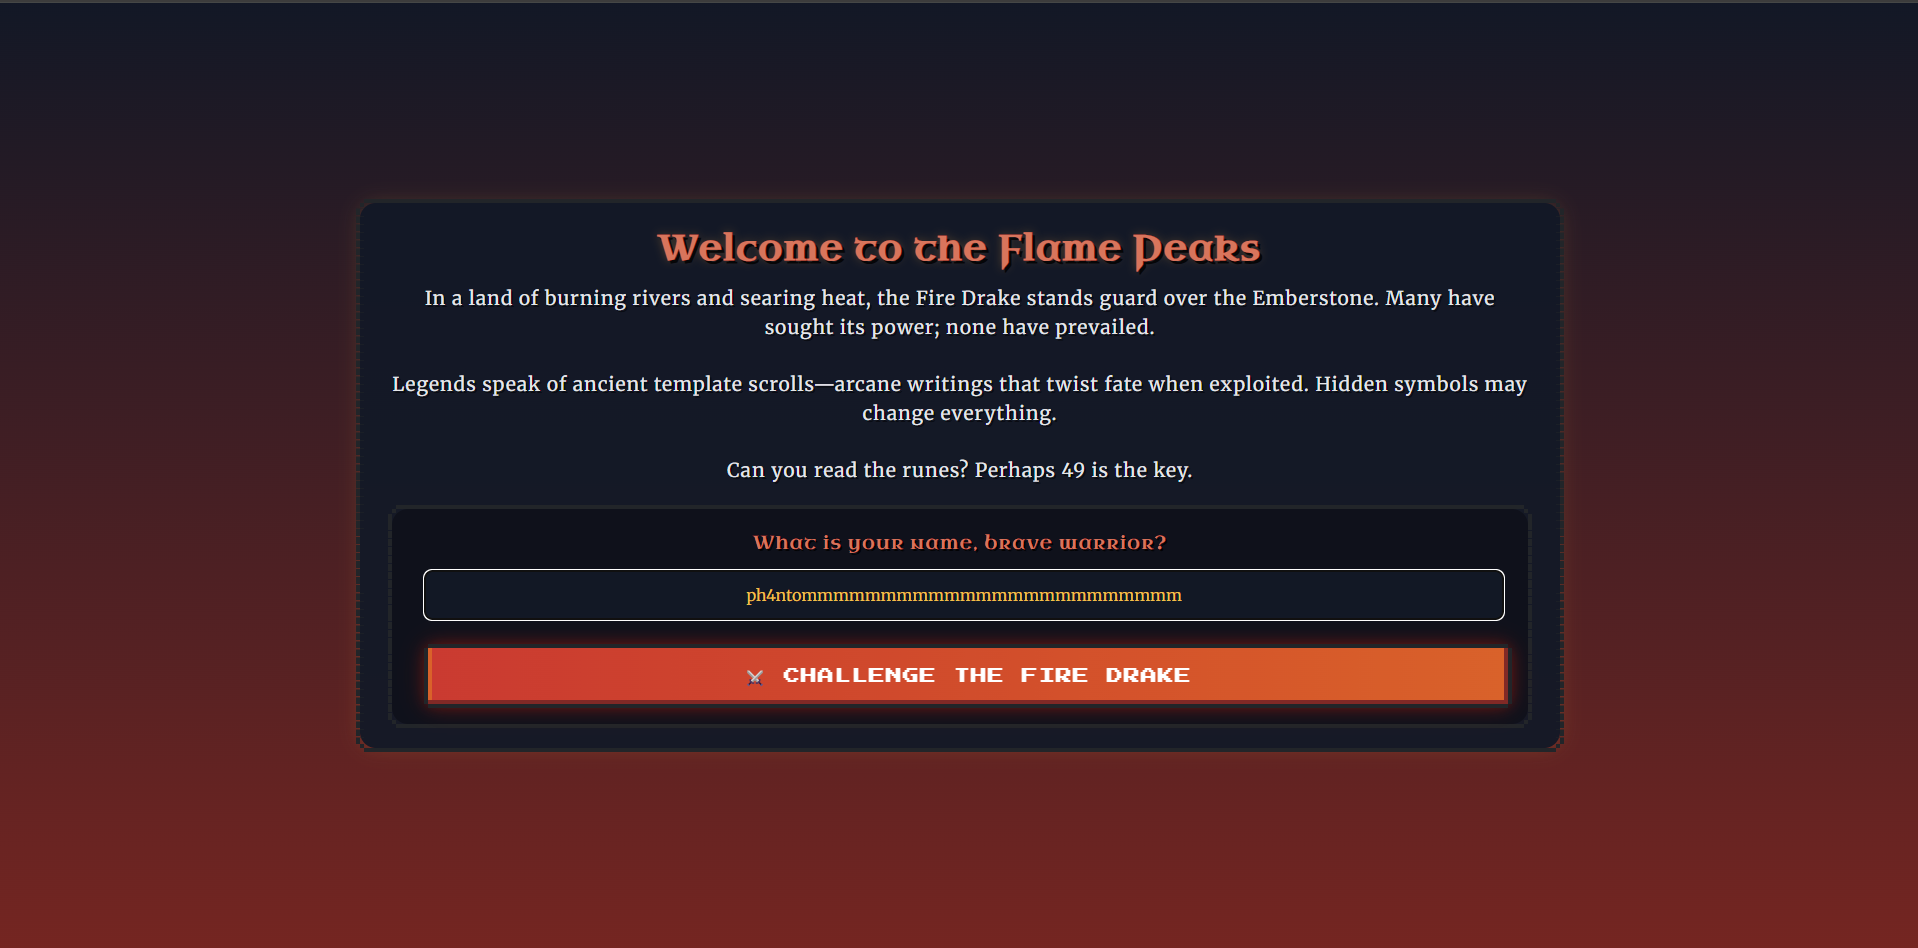 Welcome to the Flame Peaks
In a land of burning rivers and searing heat, the Fire Drake stands guard over the Emberstone. Many have
sought its power; none have prevailed.
Legends speak of ancient template scrolls—arcane writings that twist fate when exploited. Hidden symbols may
change everything.
Can you read the runes? Perhaps 49 is the key.
What is your name, brave warrior?
ph4ntommmmmmmmmmmmmmmmmmmmmmmm
⚔ CHALLENGE THE FIRE DRAKE